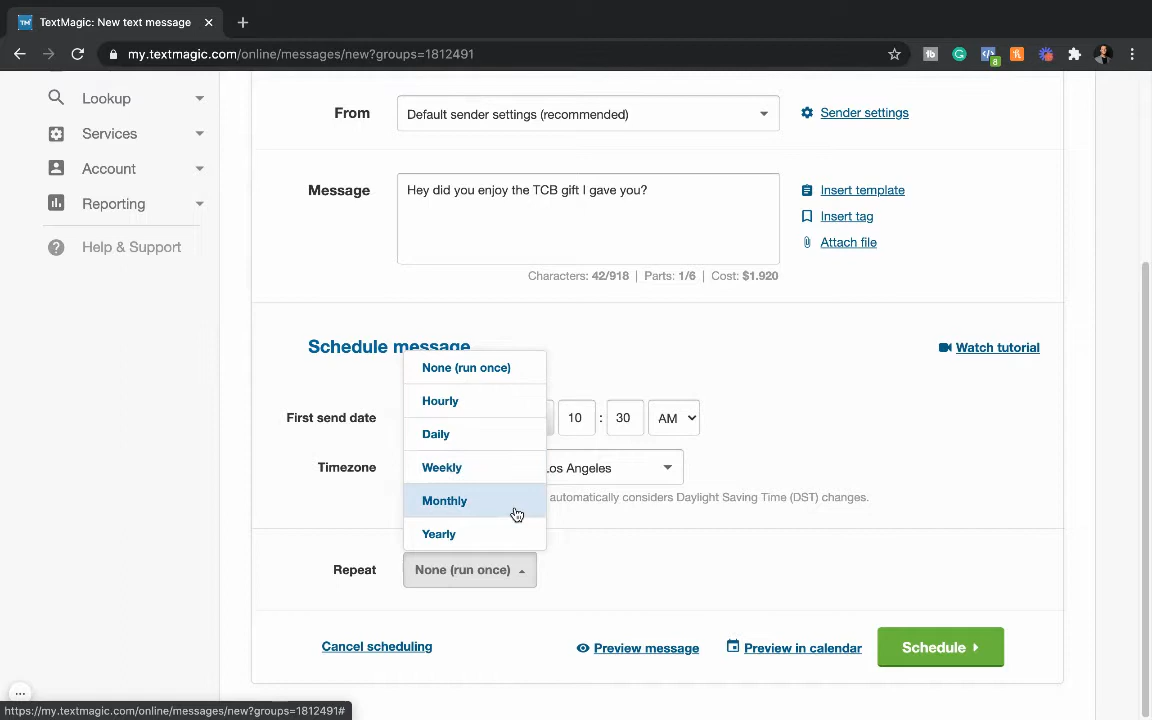 TM TextMagic: New text message
my.textmagic.com/online/messages/new?groups=1812491
8
Lookup
Services
Account
Reporting
Help & Support
From
Default sender settings (recommended)
Sender settings
Message
Hey did you enjoy the TCB gift I gave you?
Insert template
Insert tag
Attach file
Characters: 42/918 | Parts: 1/6 | Cost: $1.920
Schedule message
Watch tutorial
None (run once)
Hourly
Daily
Weekly
Monthly
Yearly
First send date
10 : 30 AM
Timezone
Los Angeles
automatically considers Daylight Saving Time (DST) changes.
Repeat
None (run once)
Cancel scheduling
Preview message
Preview in calendar
Schedule
https://my.textmagic.com/online/messages/new?groups=1812491#